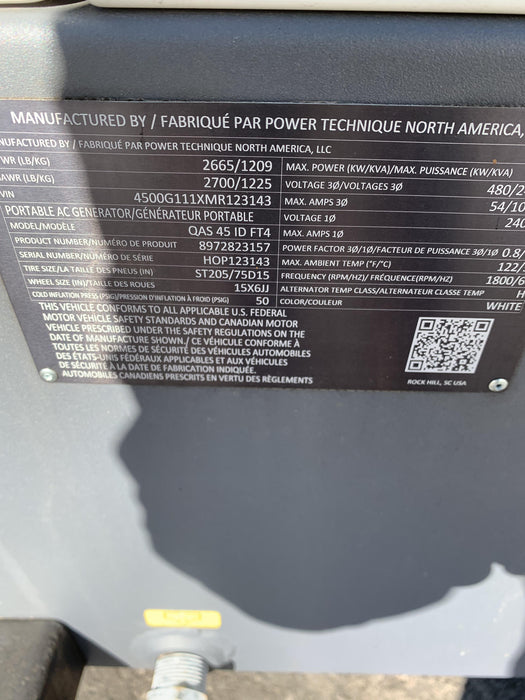 MANUFACTURED BY / FABRIQUÉ PAR POWER TECHNIQUE NORTH AMERICA,
NUFACTURED BY / FABRIQUÉ PAR POWER TECHNIQUE NORTH AMERICA, LLC
WR (LB/KG) 2665/1209
AWR (LB/KG) 2700/1225
VIN 4500G111XMR123143
PORTABLE AC GENERATOR/GÉNÉRATEUR PORTABLE
MODEL/MODÈLE QAS 45 ID FT4
PRODUCT NUMBER/NUMÉRO DE PRODUIT 8972823157
SERIAL NUMBER/NUMÉRO DE SÉRIE HOP123143
TIRE SIZE/LA TAILLE DES PNEUS (IN) ST205/75D15
WHEEL SIZE (IN)/TAILLE DES ROUES 15X6JJ
COLD INFLATION PRESS (PSIG)/PRESSION D'INFLATION À FROID (PSIG) 50
MAX. POWER (KW/KVA)/MAX. PUISSANCE (KW/KVA)
VOLTAGE 3Ø/VOLTAGES 3Ø 480/2
MAX. AMPS 3Ø 54/10
VOLTAGE 1Ø 240
MAX. AMPS 1Ø
POWER FACTOR 3Ø/1Ø/FACTEUR DE PUISSANCE 3Ø/1Ø 0.8/
MAX. AMBIENT TEMP (°F/°C) 122/
FREQUENCY (RPM/HZ)/ FRÉQUENCE(RPM/HZ) 1800/6
ALTERNATOR TEMP CLASS/ALTERNATEUR CLASSE TEMP H
COLOR/COULEUR WHITE
THIS VEHICLE CONFORMS TO ALL APPLICABLE U.S. FEDERAL
MOTOR VEHICLE SAFETY STANDARDS AND CANADIAN MOTOR
VEHICLE PRESCRIBED UNDER THE SAFETY REGULATIONS ON THE
DATE OF MANUFACTURE SHOWN./ CE VÉHICULE CONFORME À
TOUTES LES NORMES DE SÉCURITÉ DES VÉHICULES AUTOMOBILES
DES ÉTATS-UNIS FÉDÉRAUX APPLICABLES ET AUX VÉHICULES
DE SÉCURITÉ À LA DATE DE FABRICATION INDIQUÉE.
AUTOMOBILES CANADIENS PRESCRITS EN VERTU DES RÈGLEMENTS
ROCK HILL, SC USA